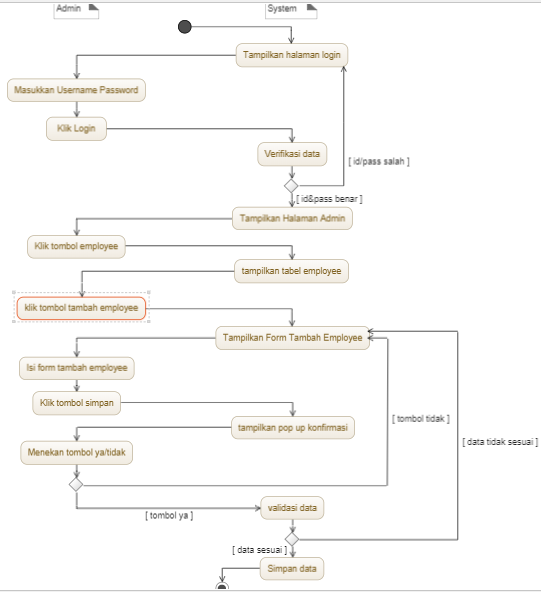 Admin
System
Tampilkan halaman login
Masukkan Username Password
Klik Login
Verifikasi data
[ id/pass salah ]
[ id&pass benar ]
Tampilkan Halaman Admin
Klik tombol employee
tampilkan tabel employee
klik tombol tambah employee
Tampilkan Form Tambah Employee
Isi form tambah employee
Klik tombol simpan
[ tombol tidak ]
tampilkan pop up konfirmasi
[ data tidak sesuai ]
Menekan tombol ya/tidak
validasi data
[ tombol ya ]
[ data sesuai ]
Simpan data